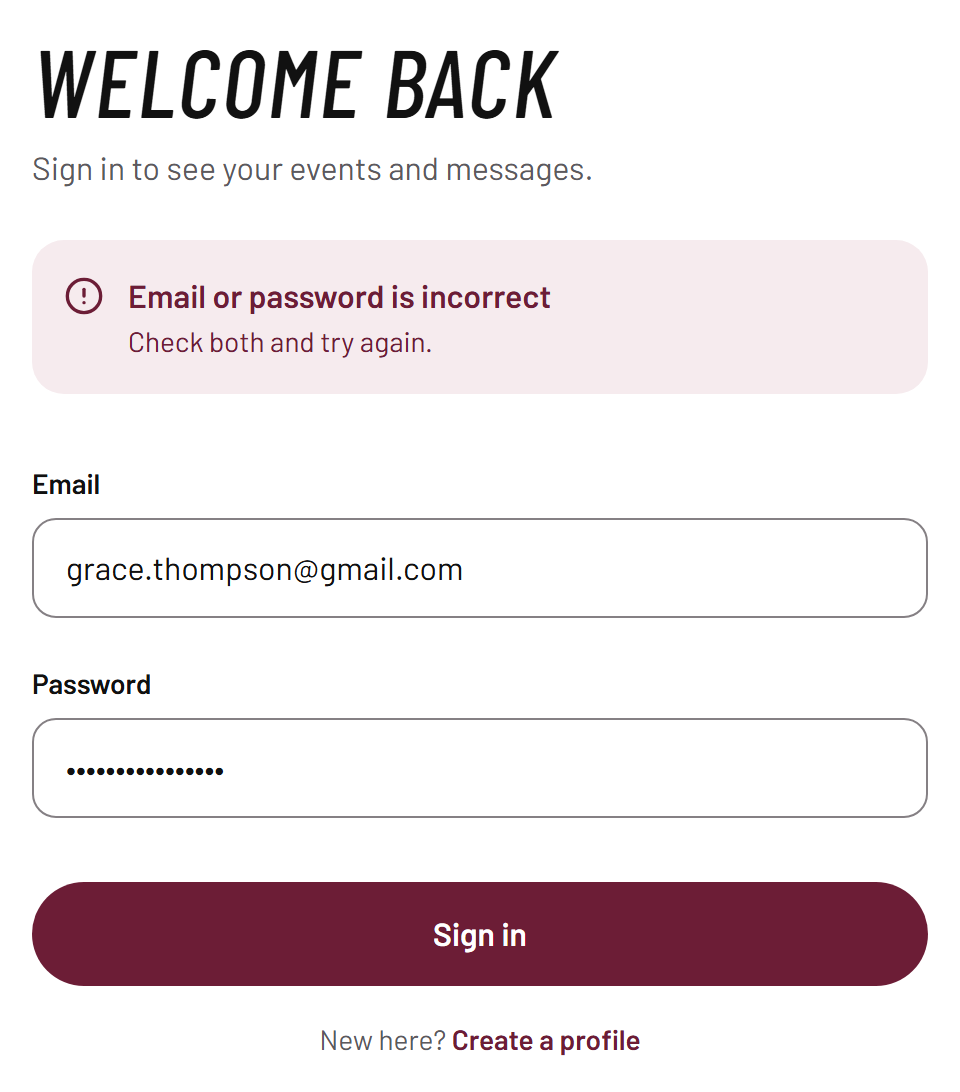 WELCOME BACK
Sign in to see your events and messages.
Email or password is incorrect
Check both and try again.
Email
grace.thompson@gmail.com
Password
••••••••••••••••
Sign in
New here? Create a profile